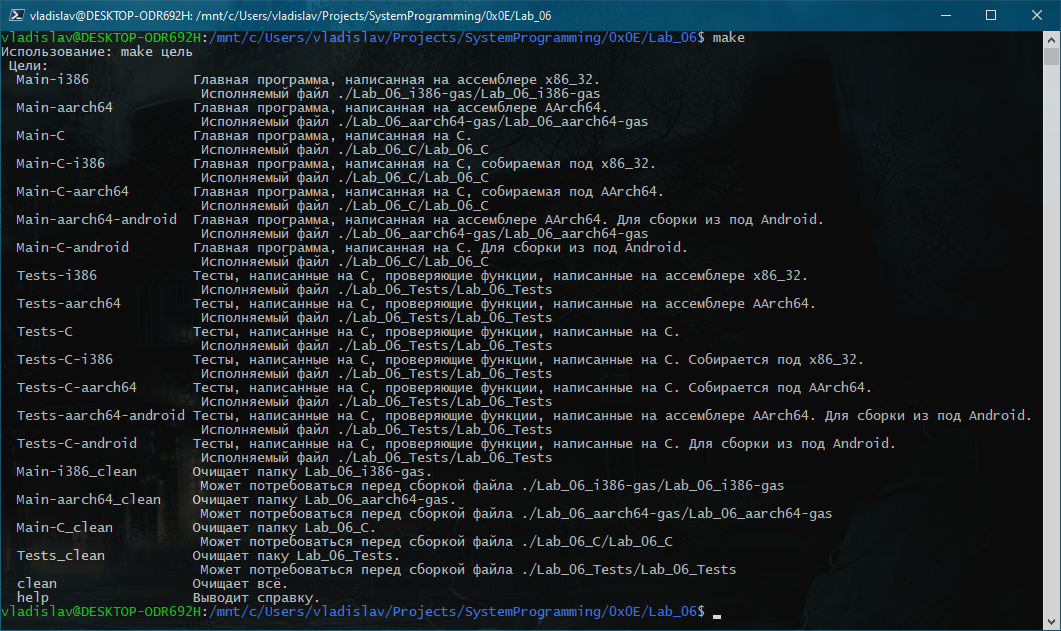 vladislav@DESKTOP-ODR692H: /mnt/c/Users/vladislav/Projects/SystemProgramming/0x0E/Lab_06
vladislav@DESKTOP-ODR692H:/mnt/c/Users/vladislav/Projects/SystemProgramming/0x0E/Lab_06$ make
Использование: make цель
 Цели:
  Main-i386             Главная программа, написанная на ассемблере x86_32.
                         Исполняемый файл ./Lab_06_i386-gas/Lab_06_i386-gas
  Main-aarch64          Главная программа, написанная на ассемблере AArch64.
                         Исполняемый файл ./Lab_06_aarch64-gas/Lab_06_aarch64-gas
  Main-C                Главная программа, написанная на C.
                         Исполняемый файл ./Lab_06_C/Lab_06_C
  Main-C-i386           Главная программа, написанная на C, собираемая под x86_32.
                         Исполняемый файл ./Lab_06_C/Lab_06_C
  Main-C-aarch64        Главная программа, написанная на C, собираемая под AArch64.
                         Исполняемый файл ./Lab_06_C/Lab_06_C
  Main-aarch64-android  Главная программа, написанная на ассемблере AArch64. Для сборки из под Android.
                         Исполняемый файл ./Lab_06_aarch64-gas/Lab_06_aarch64-gas
  Main-C-android        Главная программа, написанная на C. Для сборки из под Android.
                         Исполняемый файл ./Lab_06_C/Lab_06_C
  Tests-i386            Тесты, написанные на C, проверяющие функции, написанные на ассемблере x86_32.
                         Исполняемый файл ./Lab_06_Tests/Lab_06_Tests
  Tests-aarch64         Тесты, написанные на C, проверяющие функции, написанные на ассемблере AArch64.
                         Исполняемый файл ./Lab_06_Tests/Lab_06_Tests
  Tests-C               Тесты, написанные на C, проверяющие функции, написанные на C.
                         Исполняемый файл ./Lab_06_Tests/Lab_06_Tests
  Tests-C-i386          Тесты, написанные на C, проверяющие функции, написанные на C. Собирается под x86_32.
                         Исполняемый файл ./Lab_06_Tests/Lab_06_Tests
  Tests-C-aarch64       Тесты, написанные на C, проверяющие функции, написанные на C. Собирается под AArch64.
                         Исполняемый файл ./Lab_06_Tests/Lab_06_Tests
  Tests-aarch64-android Тесты, написанные на C, проверяющие функции, написанные на ассемблере AArch64. Для сборки из под Android.
                         Исполняемый файл ./Lab_06_Tests/Lab_06_Tests
  Tests-C-android       Тесты, написанные на C, проверяющие функции, написанные на C. Для сборки из под Android.
                         Исполняемый файл ./Lab_06_Tests/Lab_06_Tests
  Main-i386_clean       Очищает папку Lab_06_i386-gas.
                         Может потребоваться перед сборкой файла ./Lab_06_i386-gas/Lab_06_i386-gas
  Main-aarch64_clean    Очищает папку Lab_06_aarch64-gas.
                         Может потребоваться перед сборкой файла ./Lab_06_aarch64-gas/Lab_06_aarch64-gas
  Main-C_clean          Очищает папку Lab_06_C.
                         Может потребоваться перед сборкой файла ./Lab_06_C/Lab_06_C
  Tests_clean           Очищает паку Lab_06_Tests.
                         Может потребоваться перед сборкой файла ./Lab_06_Tests/Lab_06_Tests
  clean                 Очищает всё.
  help                  Выводит справку.
vladislav@DESKTOP-ODR692H:/mnt/c/Users/vladislav/Projects/SystemProgramming/0x0E/Lab_06$